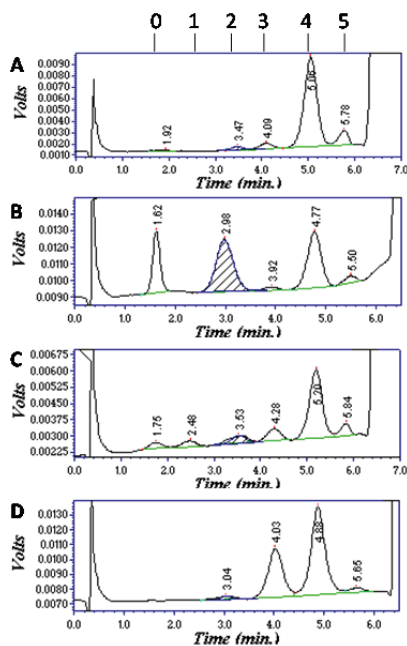 0 1 2 3 4 5
A
0.0090
0.0080
0.0070
0.0060
0.0050
0.0040
0.0030
0.0020
0.0010
Volts
1.92 3.47 4.09 5.06 5.78
0.0 1.0 2.0 3.0 4.0 5.0 6.0 7.0
Time (min.)
B
0.0140
0.0130
0.0120
0.0110
0.0100
0.0090
Volts
1.62 2.98 3.92 4.77 5.50
0.0 1.0 2.0 3.0 4.0 5.0 6.0
Time (min.)
C
0.00675
0.00600
0.00525
0.00450
0.00375
0.00300
0.00225
Volts
1.75 2.48 3.53 4.28 5.20 5.84
0.0 1.0 2.0 3.0 4.0 5.0 6.0 7.0
Time (min.)
D
0.0130
0.0120
0.0110
0.0100
0.0090
0.0080
0.0070
Volts
3.04 4.03 4.88 5.65
0.0 1.0 2.0 3.0 4.0 5.0 6.0
Time (min.)